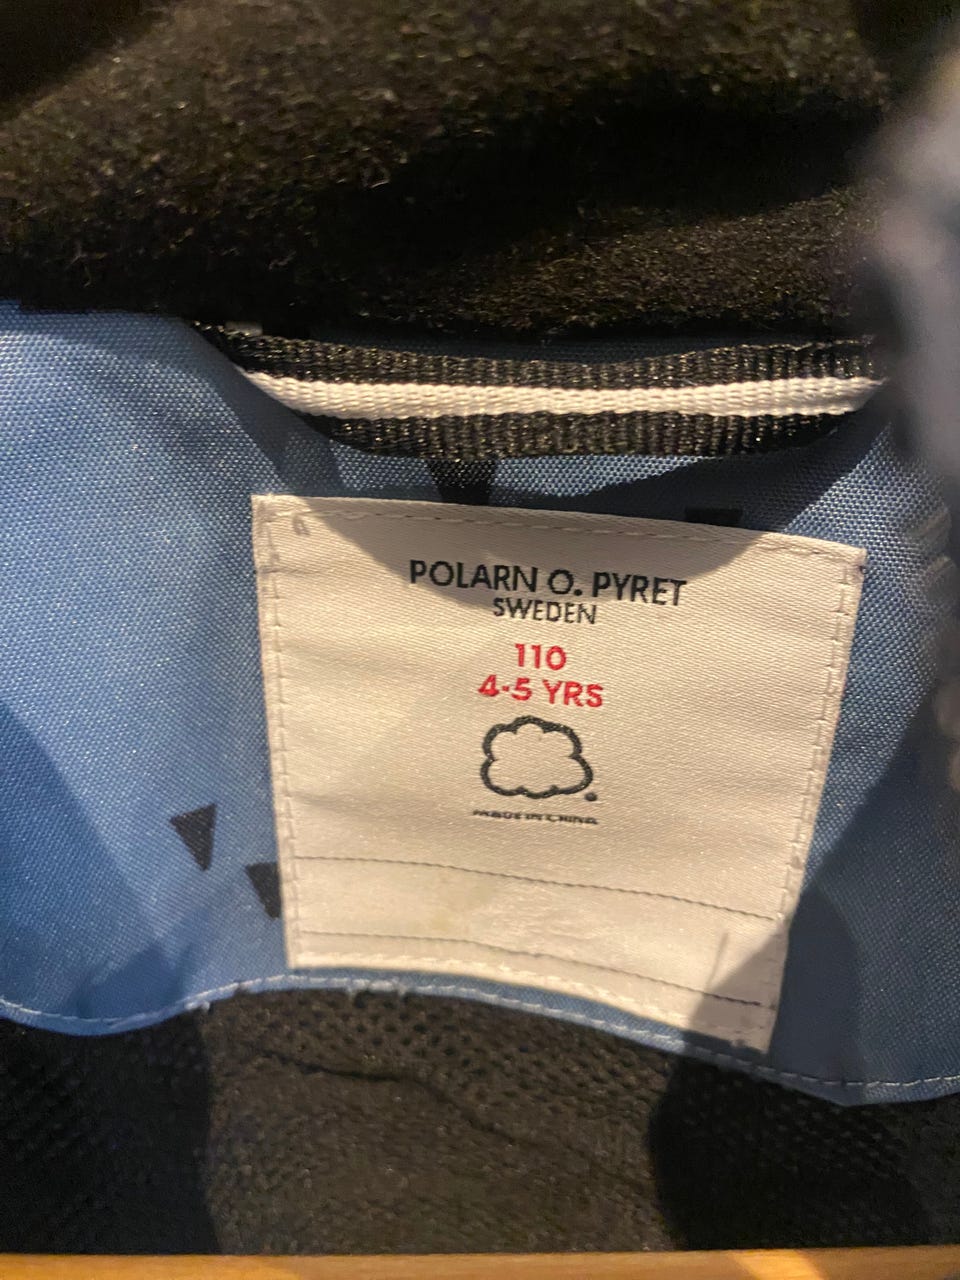 POLARN O. PYRET
SWEDEN
110
4-5 YRS
MADE IN CHINA